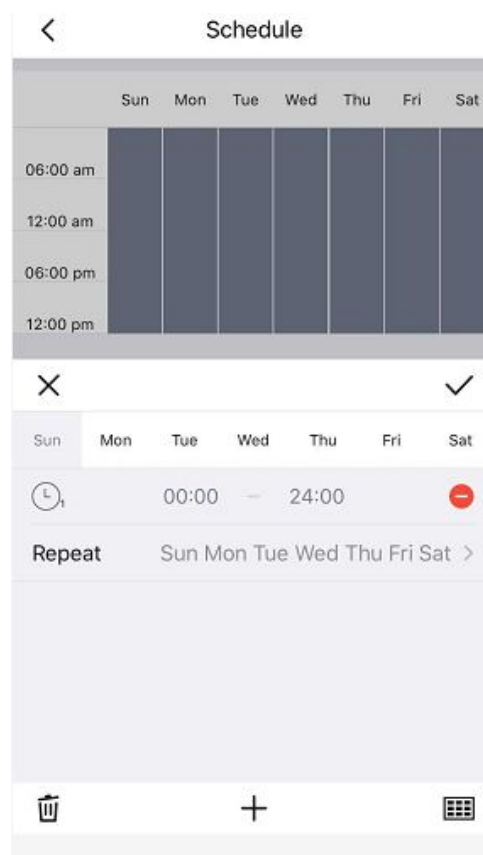 Schedule
Sun Mon Tue Wed Thu Fri Sat
06:00 am
12:00 am
06:00 pm
12:00 pm
Sun Mon Tue Wed Thu Fri Sat
1 00:00 – 24:00
Repeat Sun Mon Tue Wed Thu Fri Sat